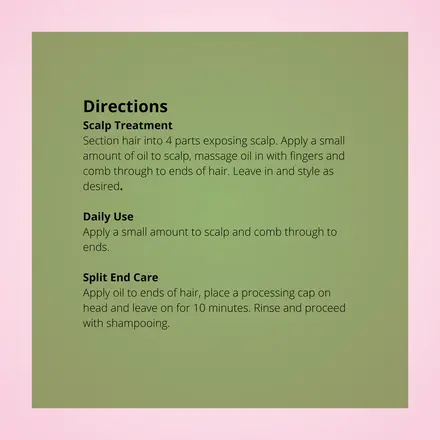 Directions
Scalp Treatment
Section hair into 4 parts exposing scalp. Apply a small
amount of oil to scalp, massage oil in with fingers and
comb through to ends of hair. Leave in and style as
desired.
Daily Use
Apply a small amount to scalp and comb through to
ends.
Split End Care
Apply oil to ends of hair, place a processing cap on
head and leave on for 10 minutes. Rinse and proceed
with shampooing.